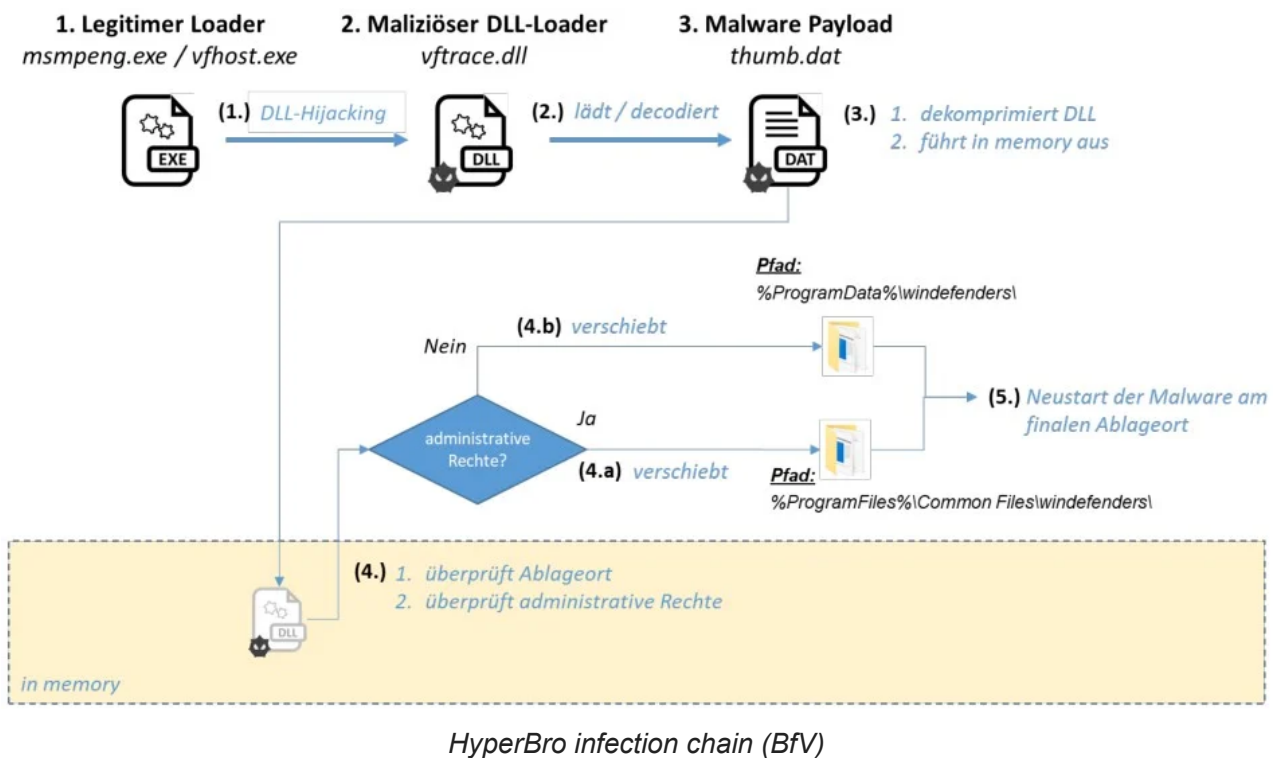 1. Legitimer Loader
msmpeng.exe / vfhost.exe
2. Maliziöser DLL-Loader
vftrace.dll
3. Malware Payload
thumb.dat
EXE
(1.) DLL-Hijacking
DLL
(2.) lädt / decodiert
DAT
(3.) 1. dekomprimiert DLL
2. führt in memory aus
Pfad:
%ProgramData%\windefenders\
(4.b) verschiebt
Nein
(5.) Neustart der Malware am
finalen Ablageort
administrative
Rechte?
Ja
(4.a) verschiebt
Pfad:
%ProgramFiles%\Common Files\windefenders\
(4.) 1. überprüft Ablageort
2. überprüft administrative Rechte
DLL
in memory
HyperBro infection chain (BfV)